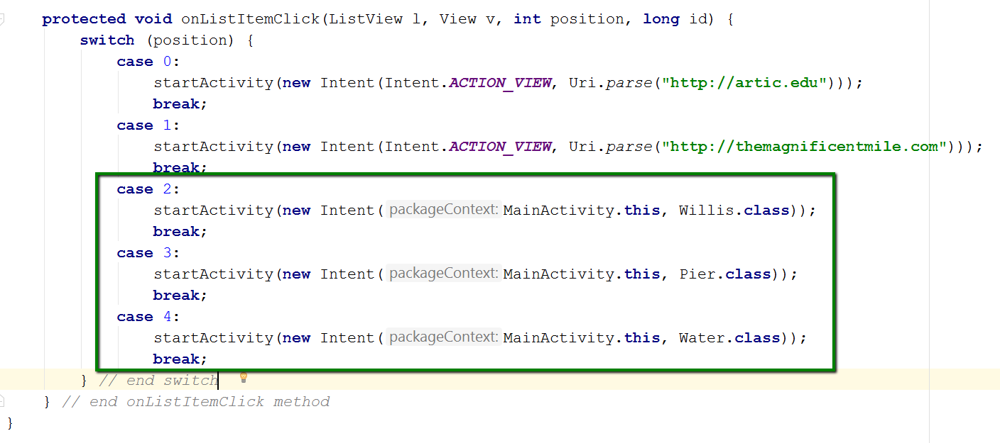 protected void onListItemClick(ListView l, View v, int position, long id) {
switch (position) {
case 0:
startActivity(new Intent(Intent.ACTION_VIEW, Uri.parse("http://artic.edu")));
break;
case 1:
startActivity(new Intent(Intent.ACTION_VIEW, Uri.parse("http://themagnificentmile.com")));
break;
case 2:
startActivity(new Intent( packageContext: MainActivity.this, Willis.class));
break;
case 3:
startActivity(new Intent( packageContext: MainActivity.this, Pier.class));
break;
case 4:
startActivity(new Intent( packageContext: MainActivity.this, Water.class));
break;
} // end switch
} // end onListItemClick method
}